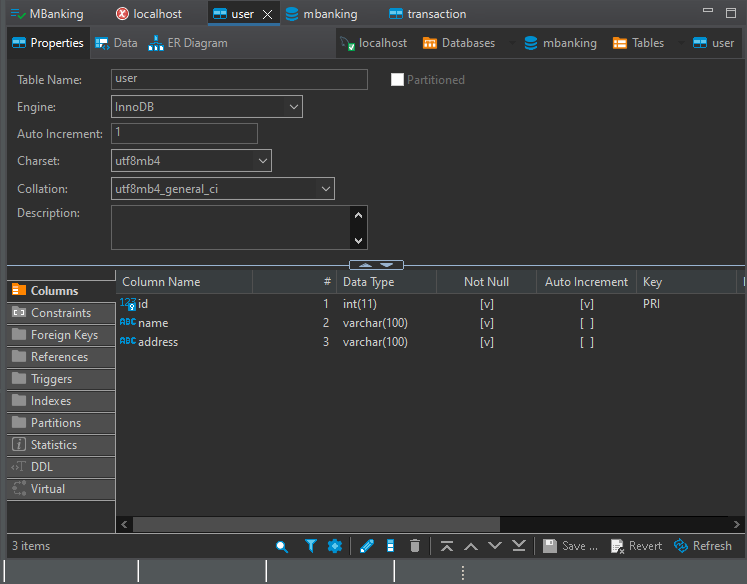 MBanking localhost user mbanking transaction
Properties Data ER Diagram localhost Databases mbanking Tables user
Table Name: user Partitioned
Engine: InnoDB
Auto Increment: 1
Charset: utf8mb4
Collation: utf8mb4_general_ci
Description:
Columns
Constraints
Foreign Keys
References
Triggers
Indexes
Partitions
Statistics
DDL
Virtual
Column Name # Data Type Not Null Auto Increment Key
123 id 1 int(11) [v] [v] PRI
ABC name 2 varchar(100) [v] [ ]
ABC address 3 varchar(100) [v] [ ]
3 items Save ... Revert Refresh